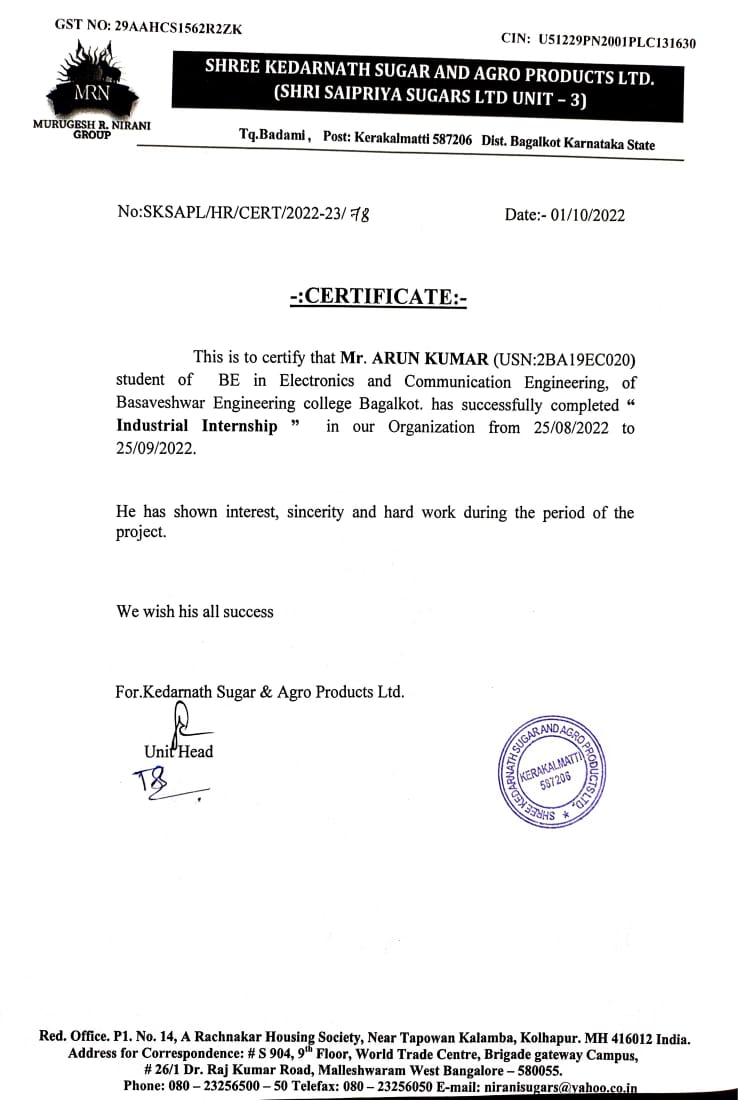 GST NO: 29AAHCS1562R2ZK
CIN: U51229PN2001PLC131630
MRN
MURUGESH R. NIRANI
GROUP
SHREE KEDARNATH SUGAR AND AGRO PRODUCTS LTD.
(SHRI SAIPRIYA SUGARS LTD UNIT – 3)
Tq.Badami , Post: Kerakalmatti 587206 Dist. Bagalkot Karnataka State
No:SKSAPL/HR/CERT/2022-23/ 78
Date:- 01/10/2022
-:CERTIFICATE:-
This is to certify that Mr. ARUN KUMAR (USN:2BA19EC020)
student of BE in Electronics and Communication Engineering, of
Basaveshwar Engineering college Bagalkot. has successfully completed “
Industrial Internship ” in our Organization from 25/08/2022 to
25/09/2022.
He has shown interest, sincerity and hard work during the period of the
project.
We wish his all success
For.Kedarnath Sugar & Agro Products Ltd.
Unit Head
SHREE KEDARNATH SUGAR AND AGRO PRODUCTS LTD. *
KERAKALMATTI
587206
Red. Office. P1. No. 14, A Rachnakar Housing Society, Near Tapowan Kalamba, Kolhapur. MH 416012 India.
Address for Correspondence: # S 904, 9th Floor, World Trade Centre, Brigade gateway Campus,
# 26/1 Dr. Raj Kumar Road, Malleshwaram West Bangalore – 580055.
Phone: 080 – 23256500 – 50 Telefax: 080 – 23256050 E-mail: niranisugars@yahoo.co.in